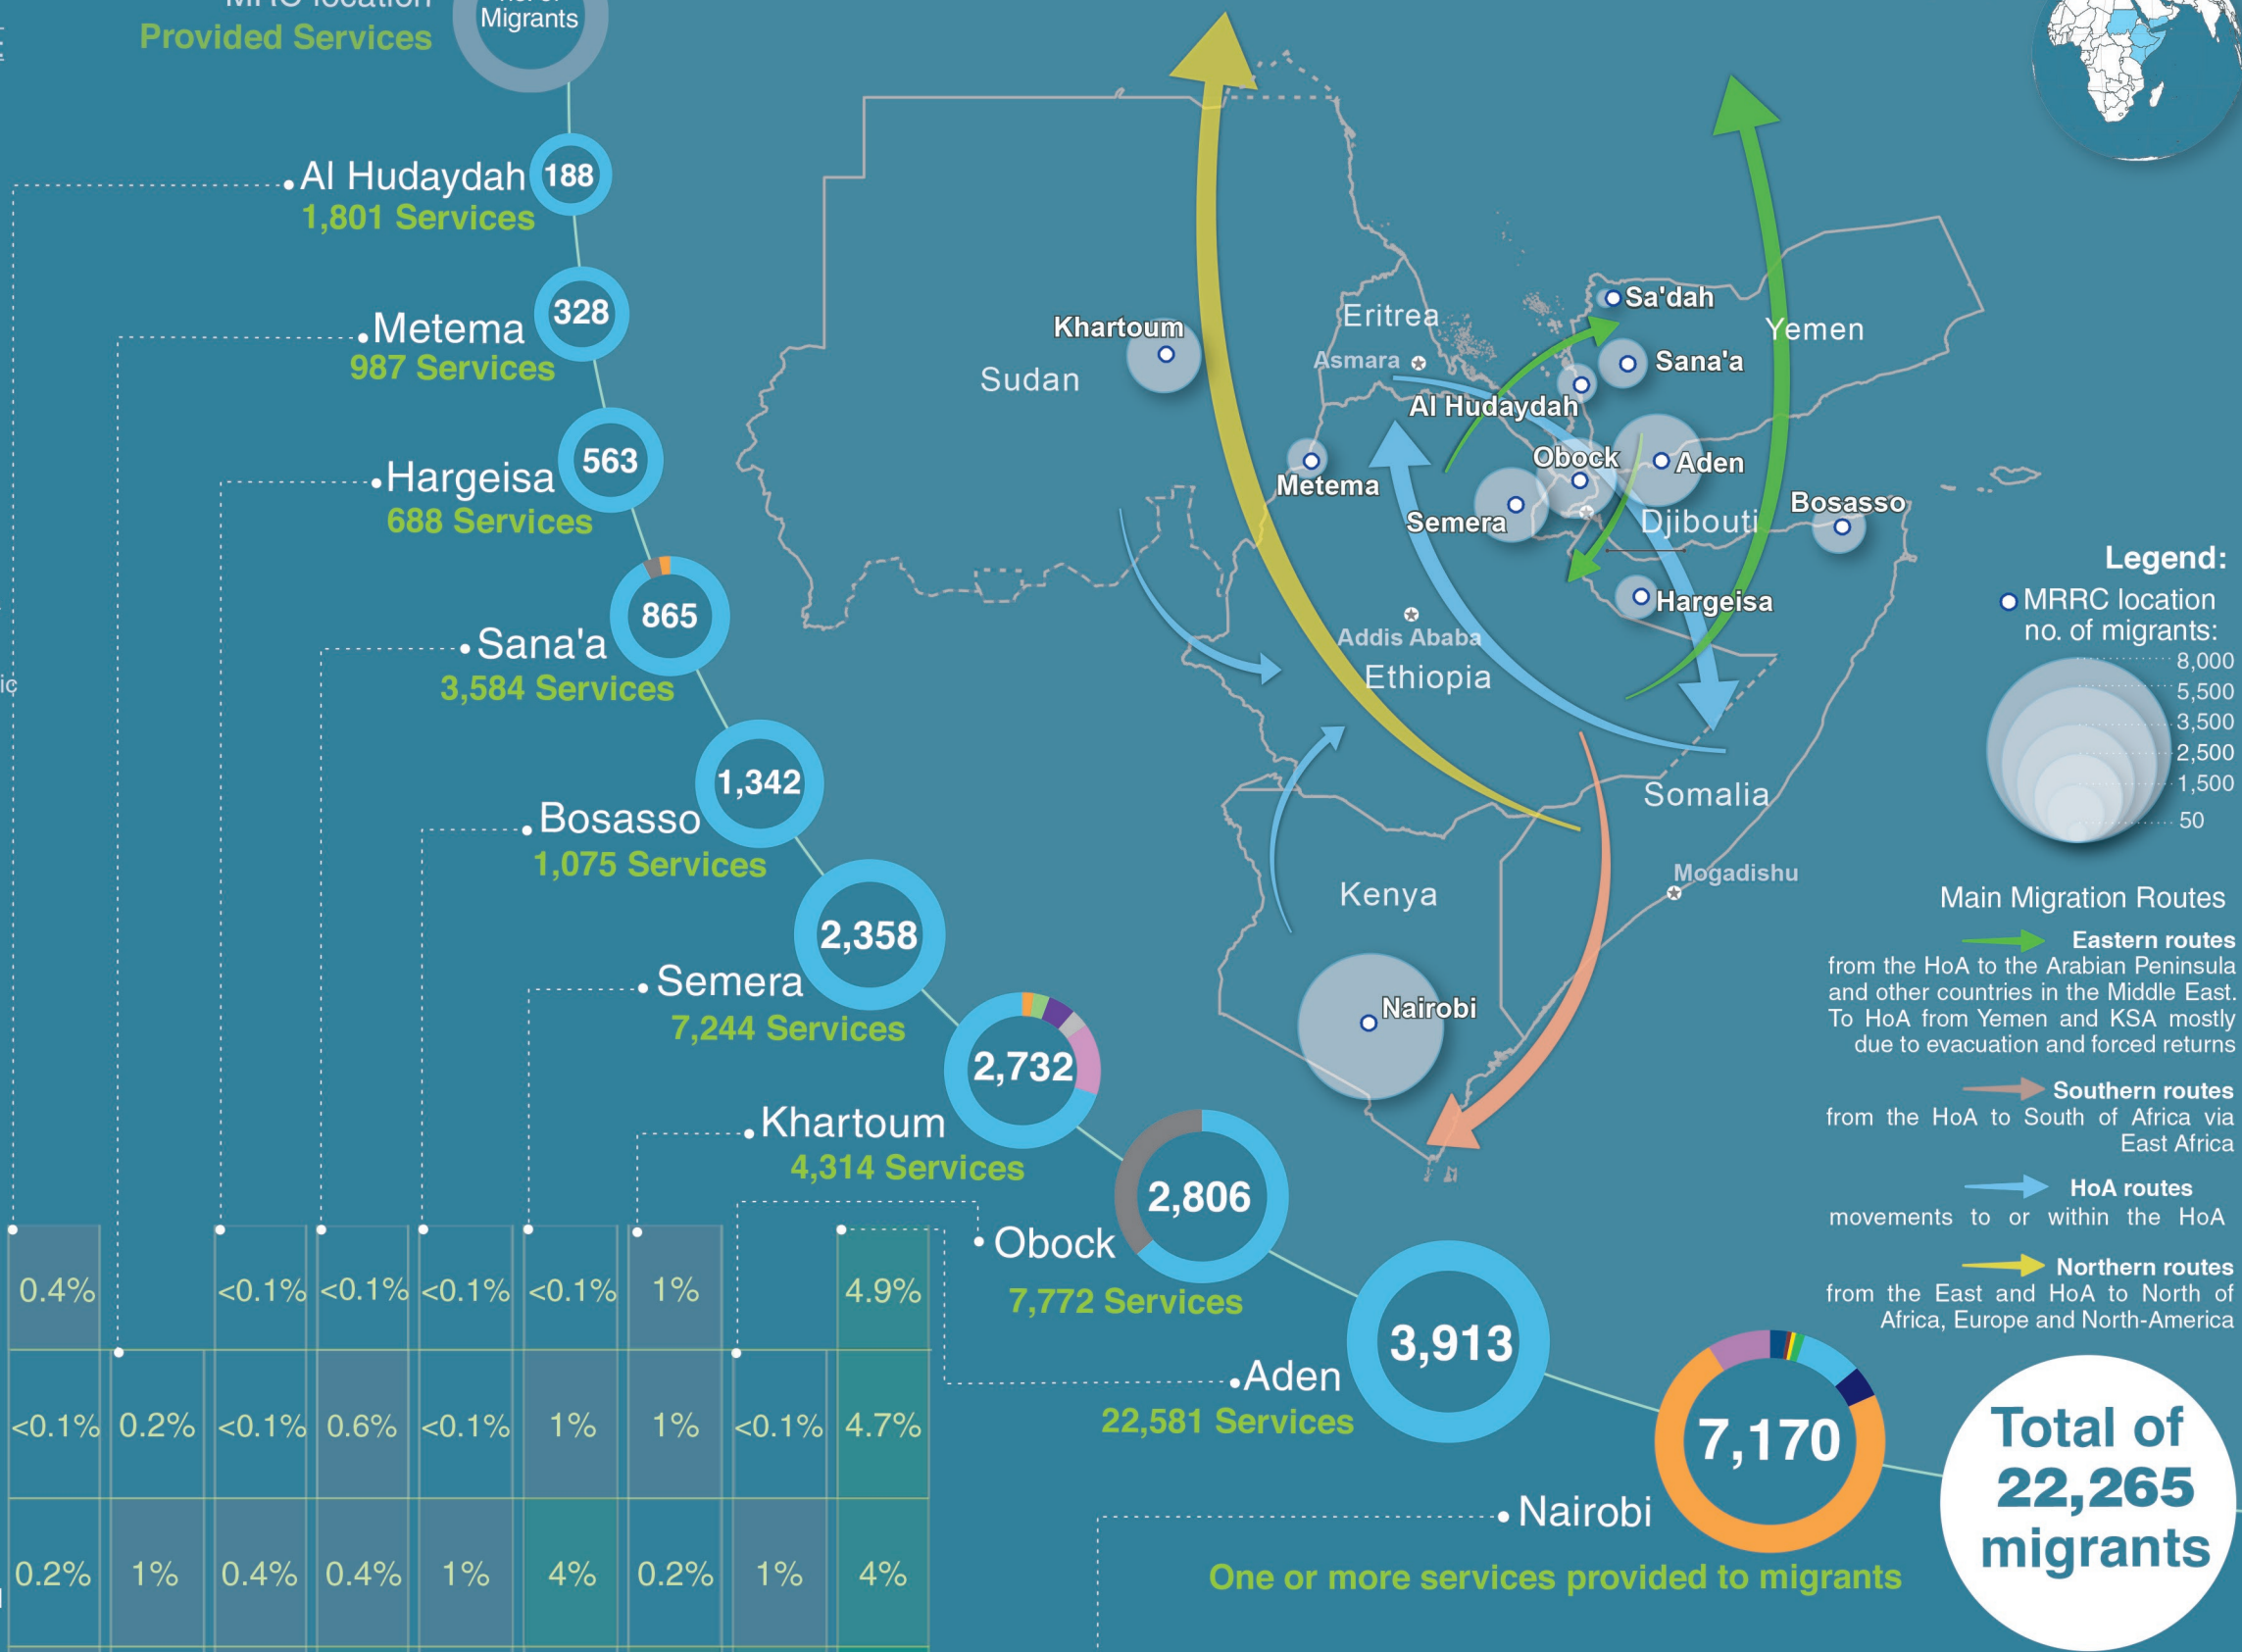 Migrants
Provided Services
Al Hudaydah 188
1,801 Services
Metema 328
987 Services
Hargeisa 563
688 Services
Sana'a 865
3,584 Services
Bosasso 1,342
1,075 Services
Semera 2,358
7,244 Services
Khartoum 2,732
4,314 Services
Obock 2,806
7,772 Services
Aden 3,913
22,581 Services
Nairobi 7,170
One or more services provided to migrants
Total of
22,265
migrants
Khartoum
Sudan
Eritrea
Asmara
Sa'dah
Yemen
Sana'a
Al Hudaydah
Obock
Aden
Metema
Semera
Djibouti
Bosasso
Hargeisa
Addis Ababa
Ethiopia
Somalia
Mogadishu
Kenya
Nairobi
Legend:
MRRC location
no. of migrants:
8,000
5,500
3,500
2,500
1,500
50
Main Migration Routes
Eastern routes
from the HoA to the Arabian Peninsula
and other countries in the Middle East.
To HoA from Yemen and KSA mostly
due to evacuation and forced returns
Southern routes
from the HoA to South of Africa via
East Africa
HoA routes
movements to or within the HoA
Northern routes
from the East and HoA to North of
Africa, Europe and North-America
0.4% <0.1% <0.1% <0.1% <0.1% 1% 4.9%
<0.1% 0.2% <0.1% 0.6% <0.1% 1% 1% <0.1% 4.7%
0.2% 1% 0.4% 0.4% 1% 4% 0.2% 1% 4%